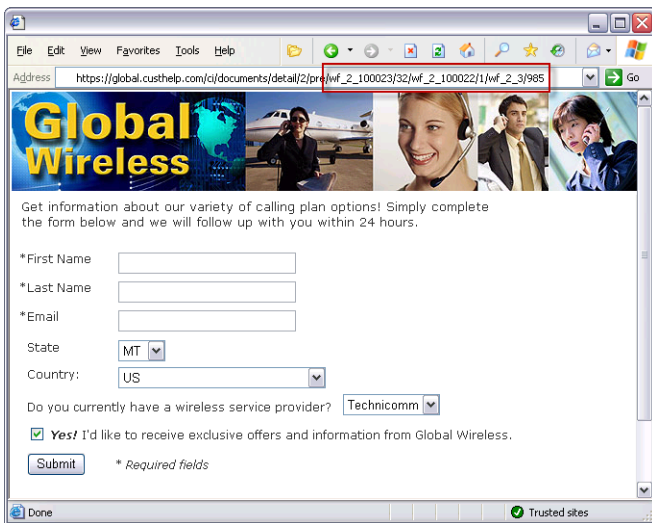 File Edit View Favorites Tools Help
Address https://global.custhelp.com/ci/documents/detail/2/pre/wf_2_100023/32/wf_2_100022/1/wf_2_3/985 Go
Global
Wireless
Get information about our variety of calling plan options! Simply complete
the form below and we will follow up with you within 24 hours.
*First Name
*Last Name
*Email
State MT
Country: US
Do you currently have a wireless service provider? Technicomm
Yes! I'd like to receive exclusive offers and information from Global Wireless.
Submit * Required fields
Done Trusted sites